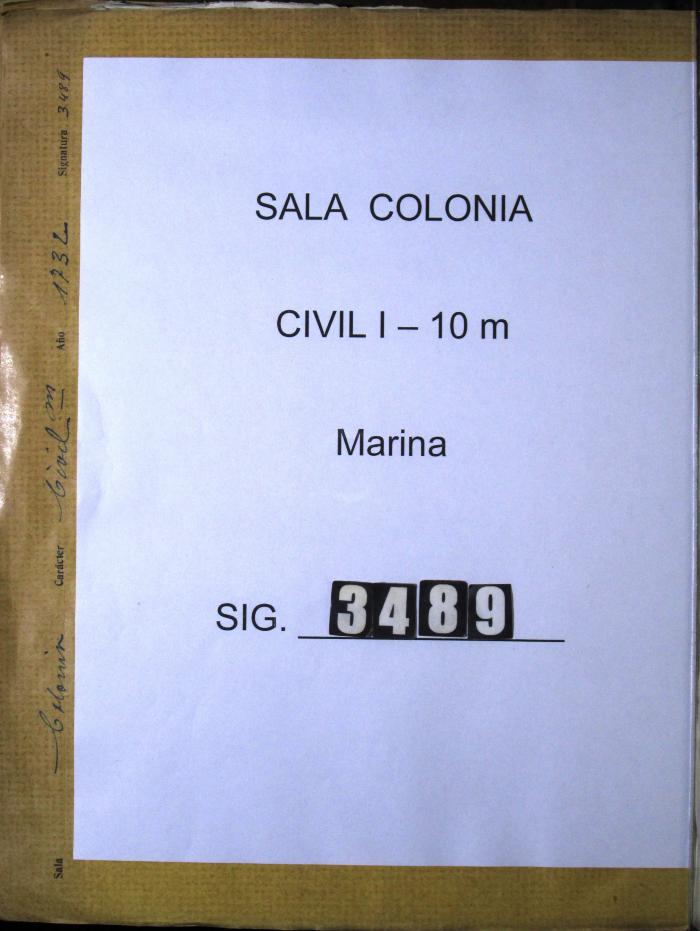 SALA COLONIA
CIVIL I – 10 m
Marina
SIG. 3489
Sala Colonia Carácter Civil m Año 1732 Signatura 3489